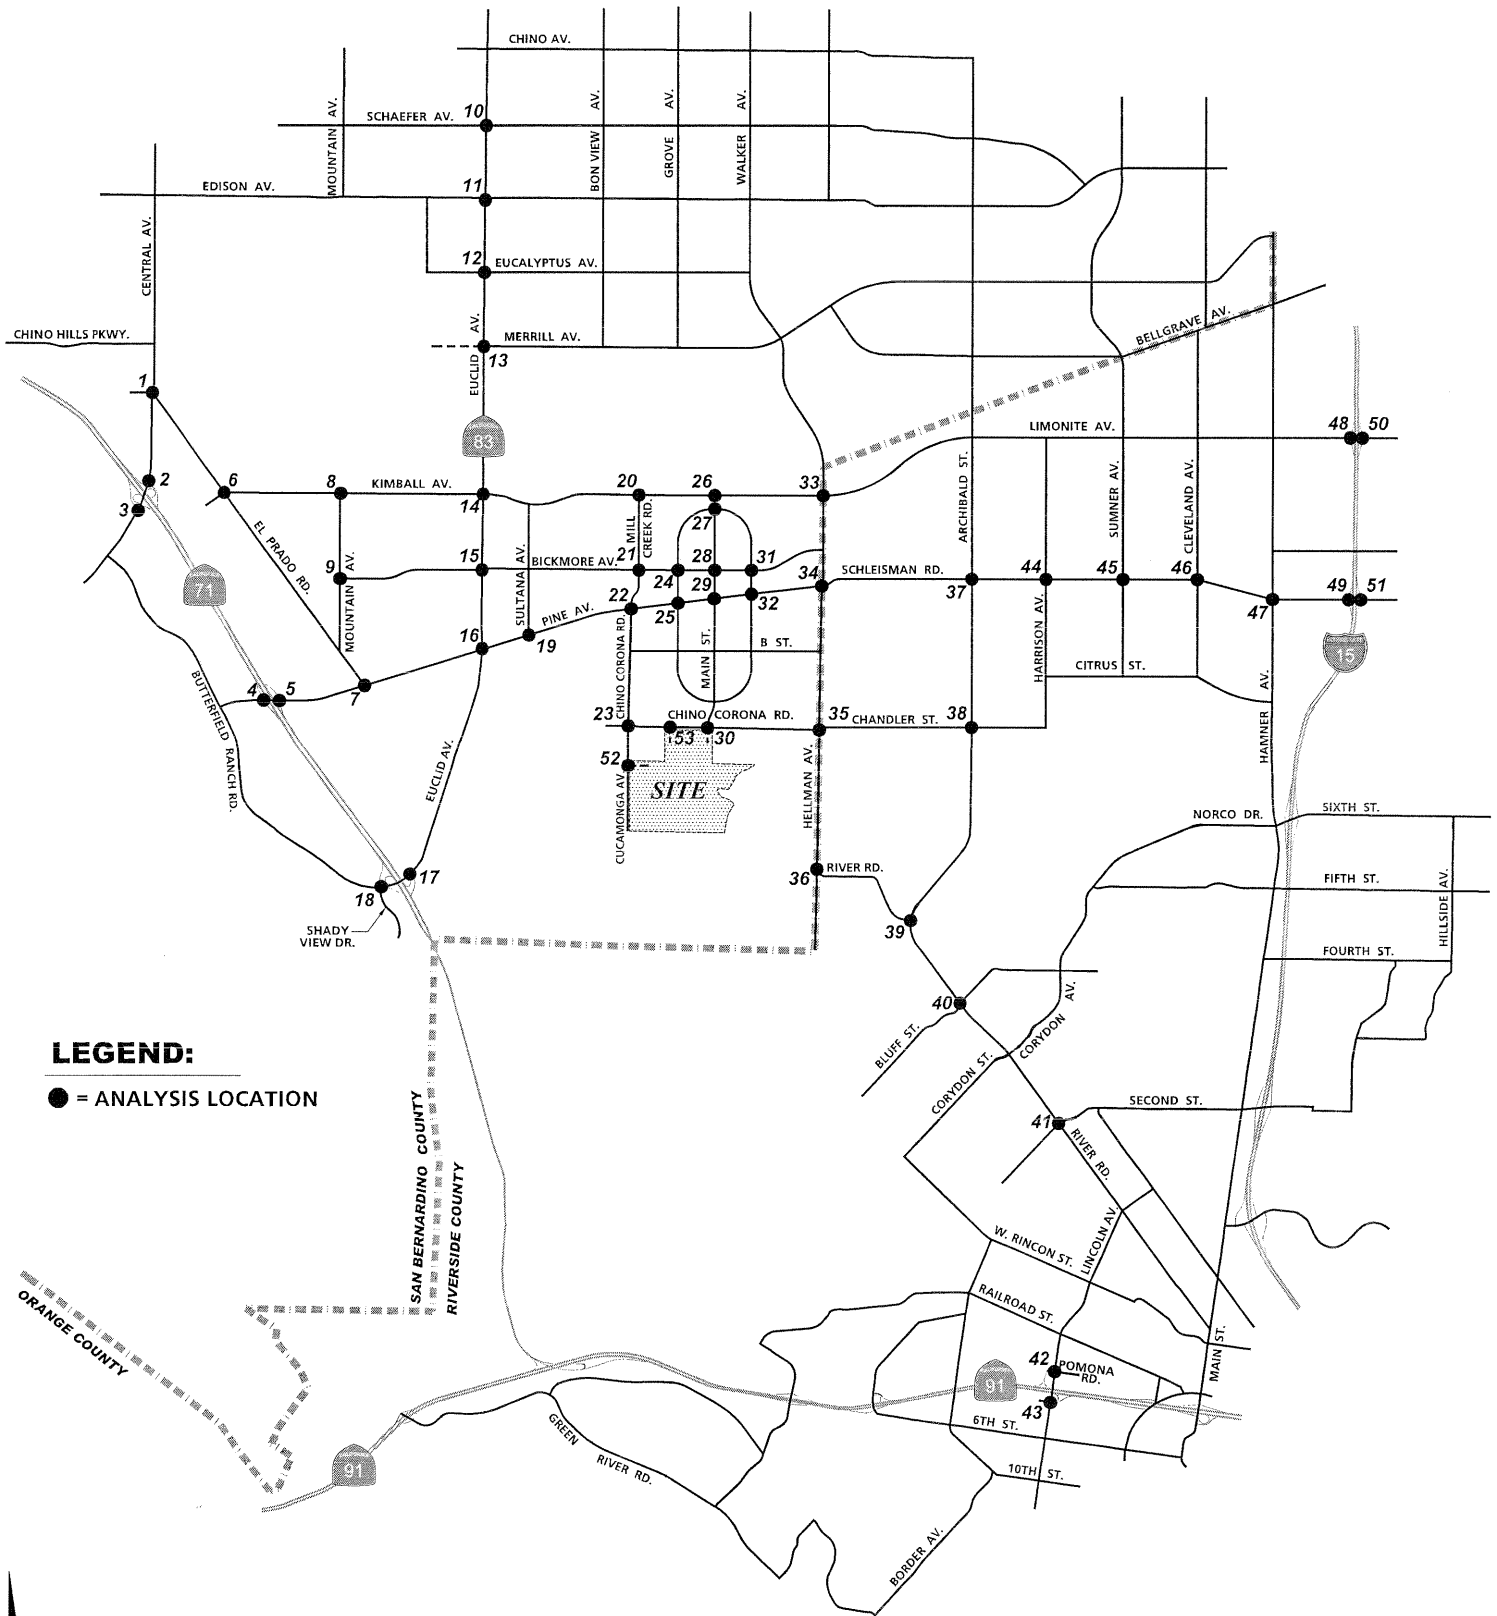 CHINO AV.
SCHAEFER AV.
10
MOUNTAIN AV.
BON VIEW AV.
GROVE AV.
WALKER AV.
EDISON AV.
11
CENTRAL AV.
12
EUCALYPTUS AV.
CHINO HILLS PKWY.
MERRILL AV.
13
EUCLID AV.
BELLGRAVE AV.
1
83
LIMONITE AV.
48
50
2
3
6
8
KIMBALL AV.
14
20
26
33
27
MILL CREEK RD.
ARCHIBALD ST.
SUMNER AV.
CLEVELAND AV.
EL PRADO RD.
9
MOUNTAIN AV.
15
SULTANA AV.
BICKMORE AV.
21
24
28
31
34
SCHLEISMAN RD.
37
44
45
46
47
49
51
71
22
25
29
32
PINE AV.
16
19
CHINO CORONA RD.
MAIN ST.
B ST.
HARRISON AV.
CITRUS ST.
15
HAMNER AV.
4
5
7
BUTTERFIELD RANCH RD.
EUCLID AV.
23
CHINO CORONA RD.
53
30
35
CHANDLER ST.
38
52
SITE
CUCAMONGA AV
HELLMAN AV.
NORCO DR.
SIXTH ST.
17
18
SHADY
VIEW DR.
36
RIVER RD.
39
FIFTH ST.
HILLSIDE AV.
FOURTH ST.
40
BLUFF ST.
CORYDON AV.
CORYDON ST.
LEGEND:
= ANALYSIS LOCATION
SECOND ST.
41
RIVER RD.
SAN BERNARDINO COUNTY
RIVERSIDE COUNTY
ORANGE COUNTY
W. RINCON ST.
LINCOLN AV.
RAILROAD ST.
MAIN ST.
42
POMONA
RD.
91
43
6TH ST.
10TH ST.
91
GREEN RIVER RD.
BORDER AV.